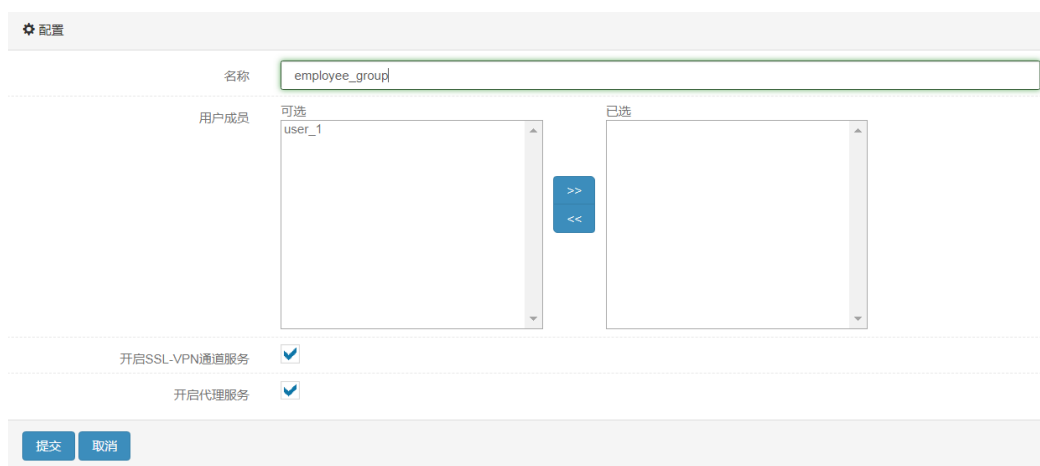 配置
名称 employee_group
用户成员 可选 已选
user_1
>>
<<
开启SSL-VPN通道服务
开启代理服务
提交 取消